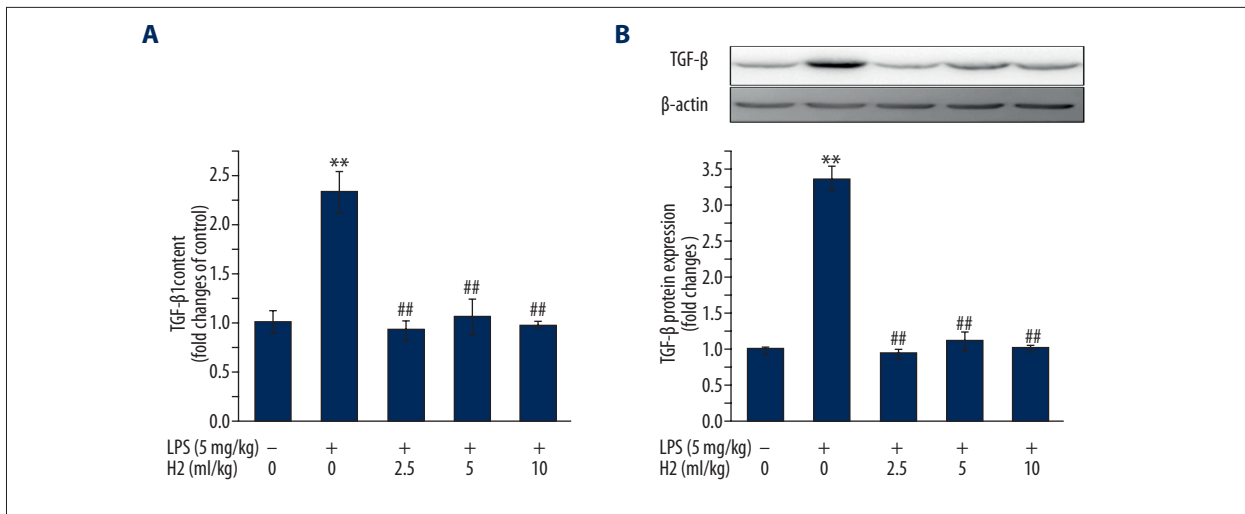 A
TGF-β1content
(fold changes of control)
2.5
2.0
1.5
1.0
0.5
0.0
**
##
##
##
LPS (5 mg/kg) – + + + +
H2 (ml/kg) 0 0 2.5 5 10
B
TGF-β
β-actin
TGF-β protein expression
(fold changes )
3.5
3.0
2.5
2.0
1.5
1.0
0.5
0.0
**
##
##
##
LPS (5 mg/kg) – + + + +
H2 (ml/kg) 0 0 2.5 5 10